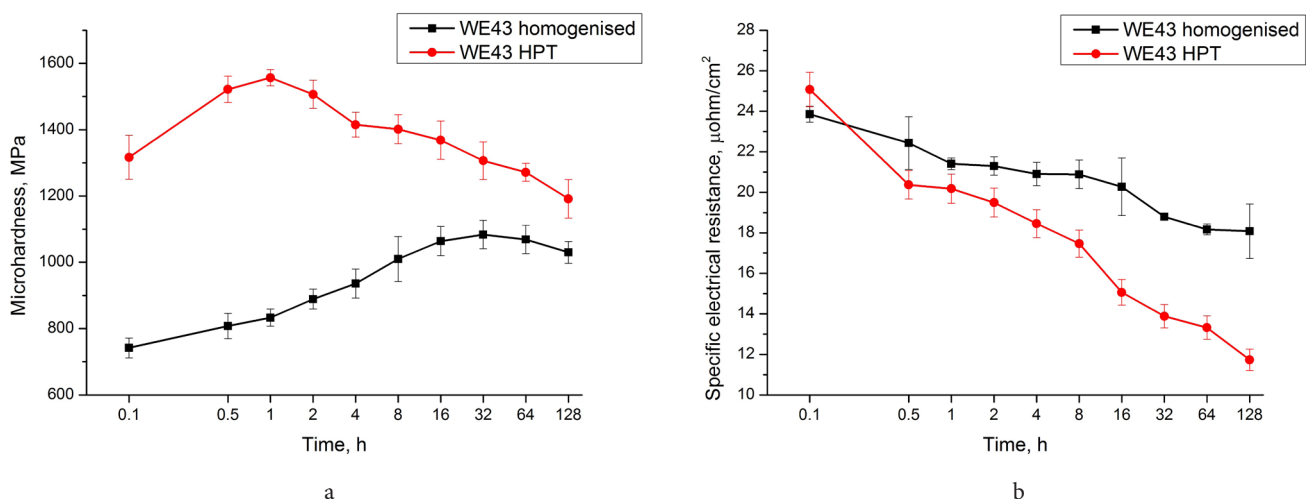 WE43 homogenised
WE43 HPT
Microhardness, MPa
1600
1400
1200
1000
800
600
0.1 0.5 1 2 4 8 16 32 64 128
Time, h
a
WE43 homogenised
WE43 HPT
Specific electrical resistance, µohm/cm²
28
26
24
22
20
18
16
14
12
10
0.1 0.5 1 2 4 8 16 32 64 128
Time, h
b